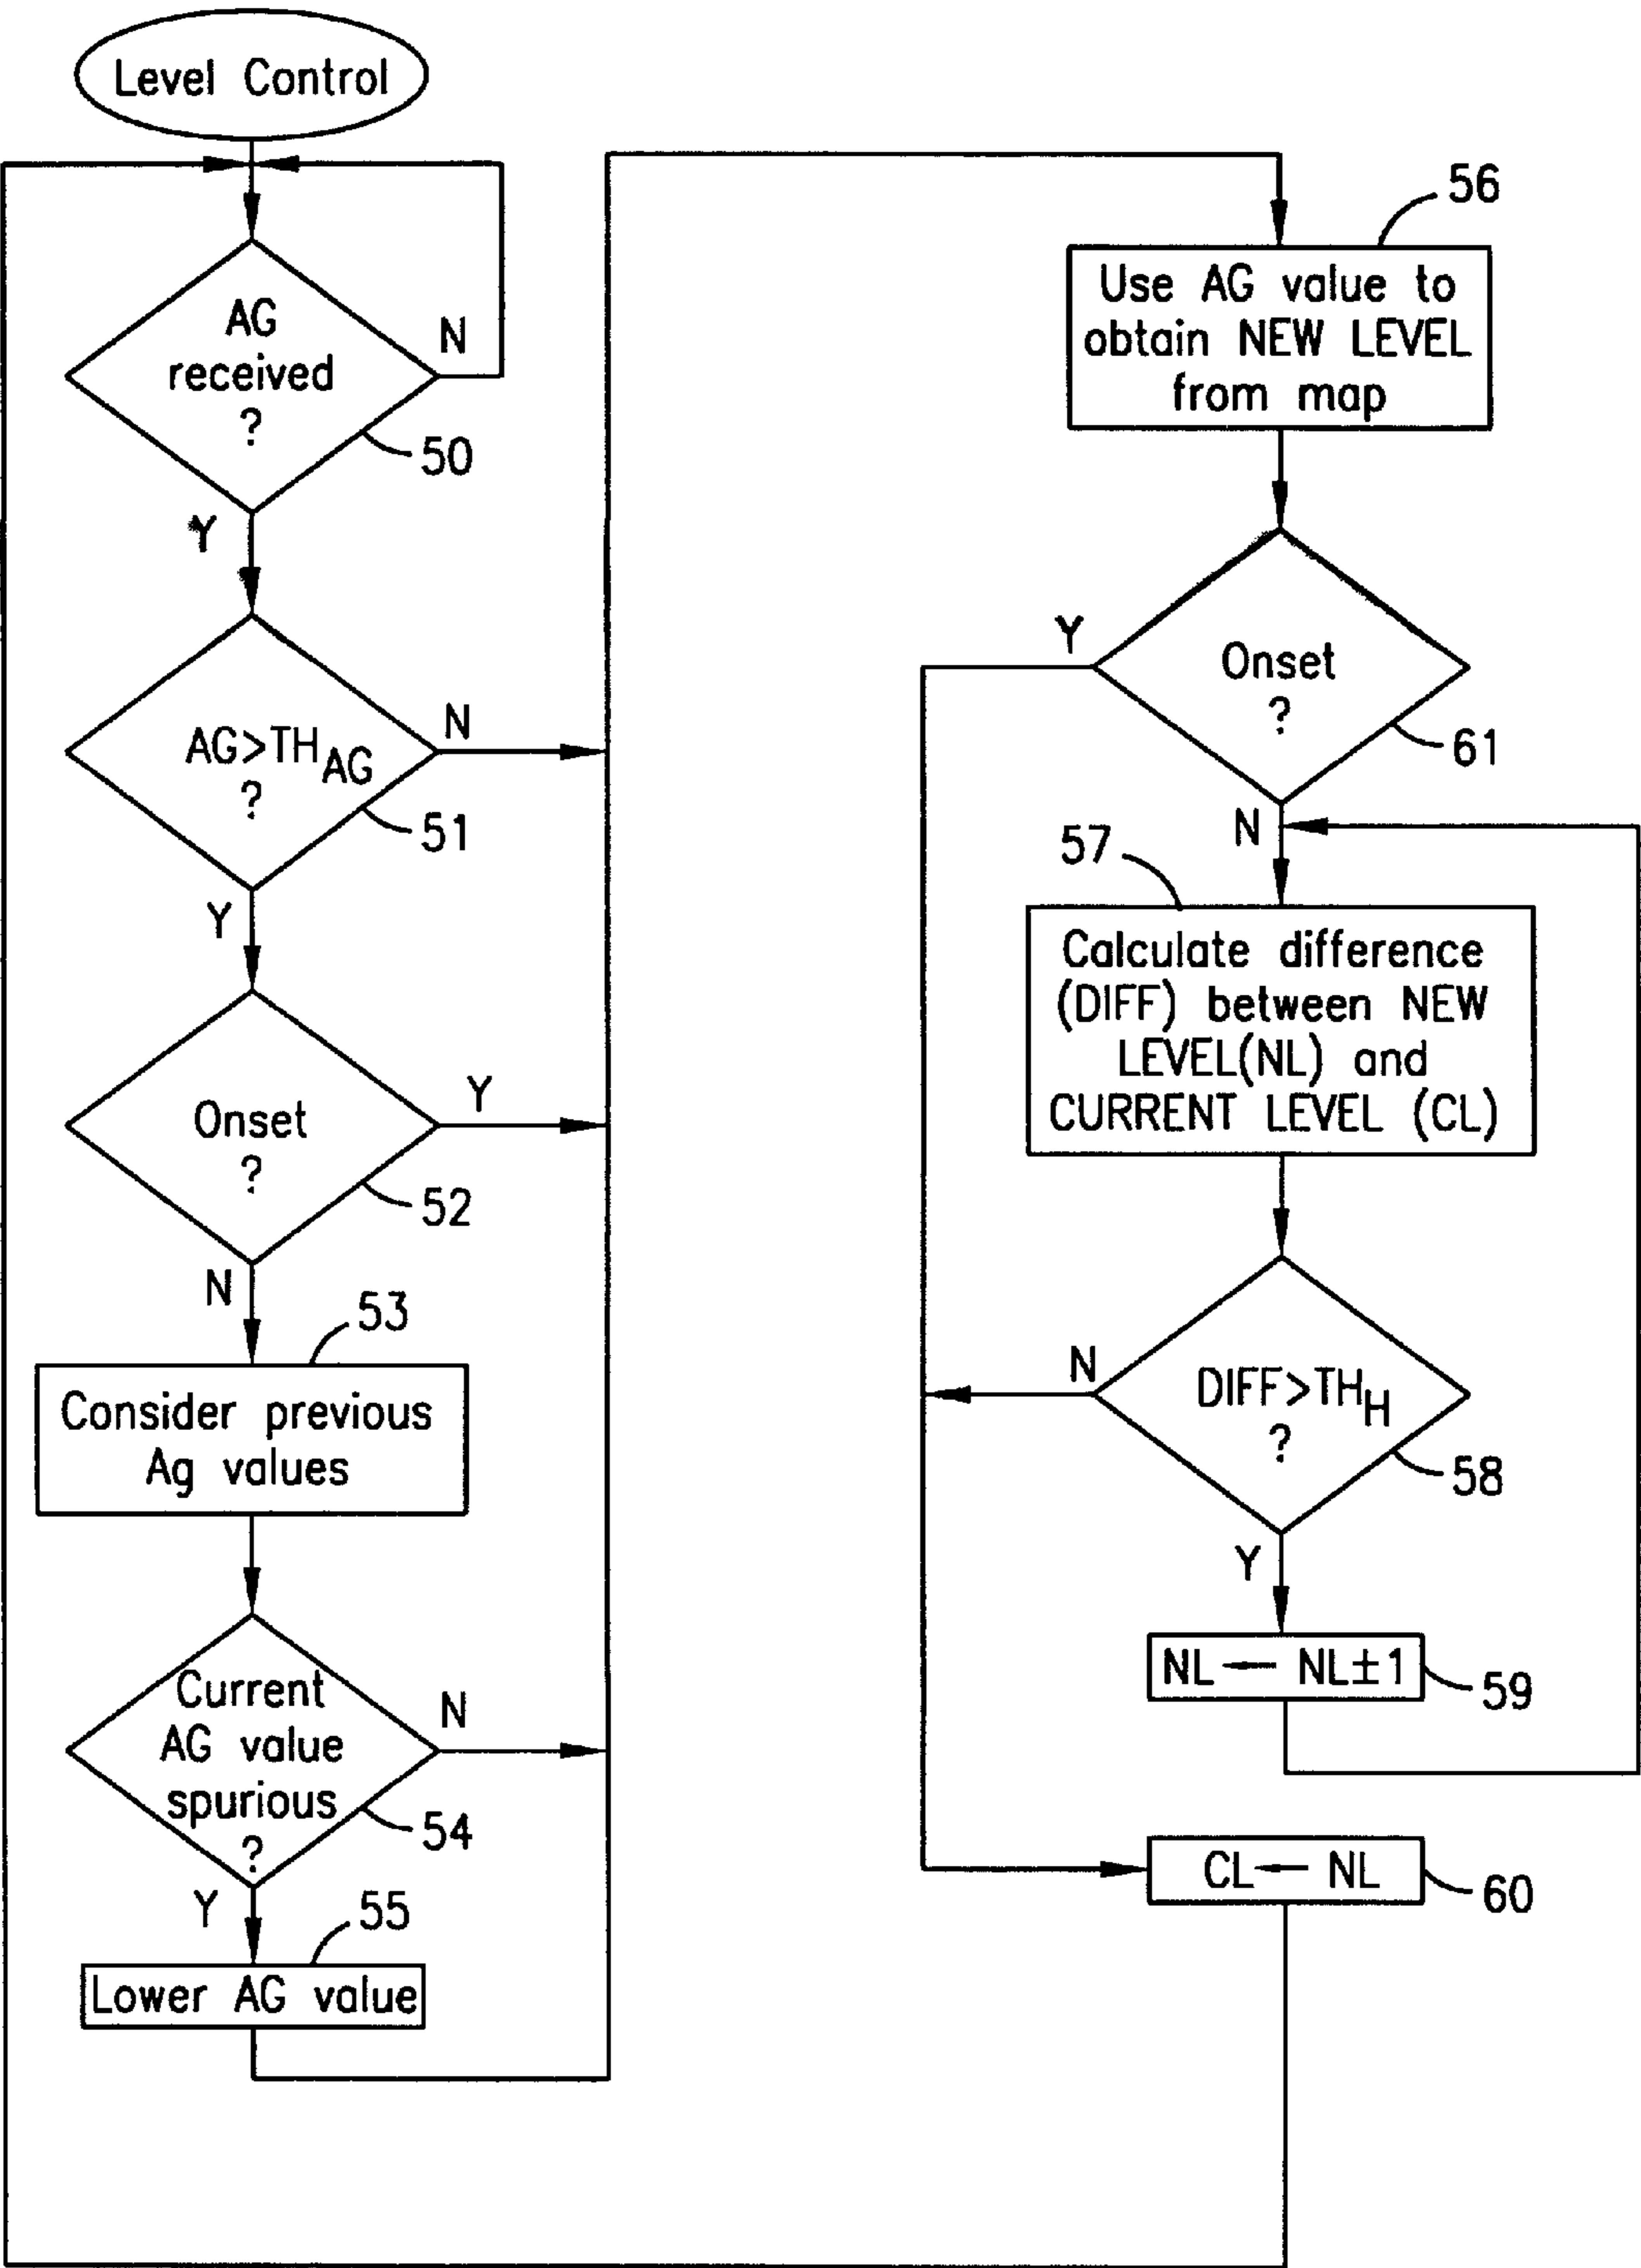 Level Control
AG
received
?
N
50
Y
AG>TH_AG
?
N
51
Y
Onset
?
Y
52
N
53
Consider previous
Ag values
Current
AG value
spurious
?
N
54
Y
55
Lower AG value
56
Use AG value to
obtain NEW LEVEL
from map
Y
Onset
?
61
N
57
Calculate difference
(DIFF) between NEW
LEVEL(NL) and
CURRENT LEVEL (CL)
N
DIFF>TH_H
?
58
Y
NL ← NL±1
59
CL ← NL
60